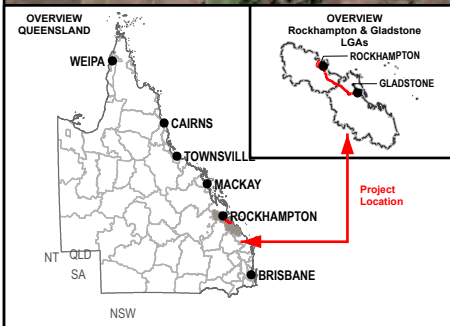 OVERVIEW
QUEENSLAND
WEIPA
CAIRNS
TOWNSVILLE
MACKAY
ROCKHAMPTON
BRISBANE
NT
QLD
SA
NSW
OVERVIEW
Rockhampton & Gladstone
LGAs
ROCKHAMPTON
GLADSTONE
Project
Location